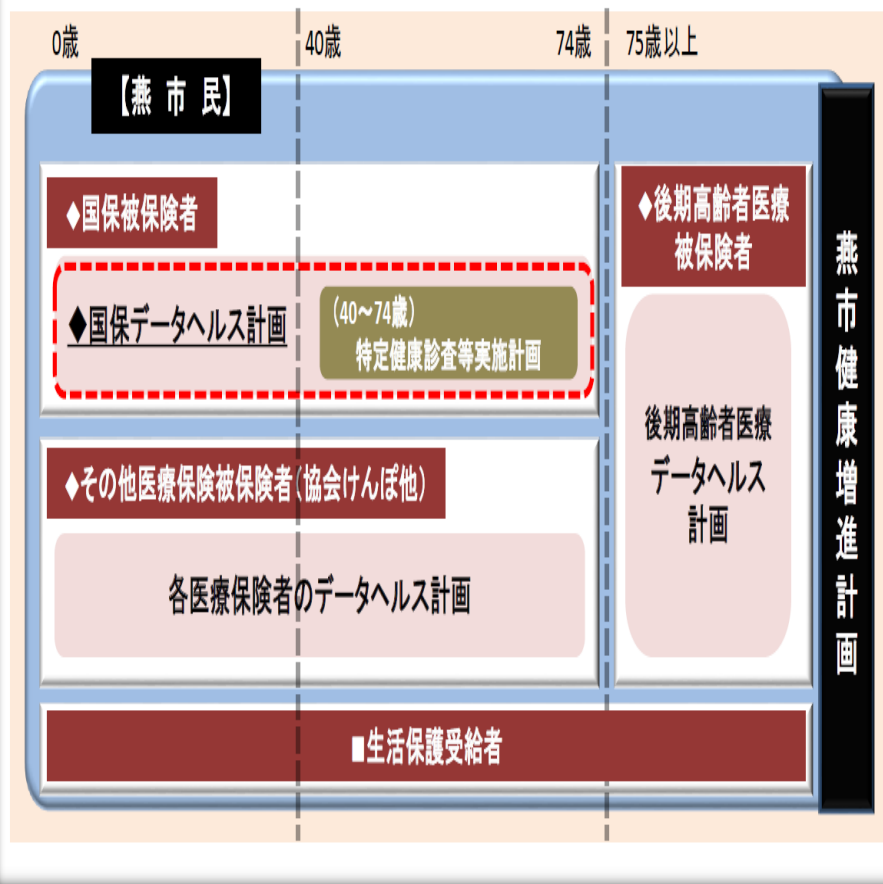 0歳
40歳
74歳
75歳以上
【燕 市 民】
◆国保被保険者
◆国保データヘルス計画
(40～74歳)
特定健康診査等実施計画
◆その他医療保険被保険者(協会けんぽ他)
各医療保険者のデータヘルス計画
◆後期高齢者医療
被保険者
後期高齢者医療
データヘルス
計画
■生活保護受給者
燕市健康増進計画